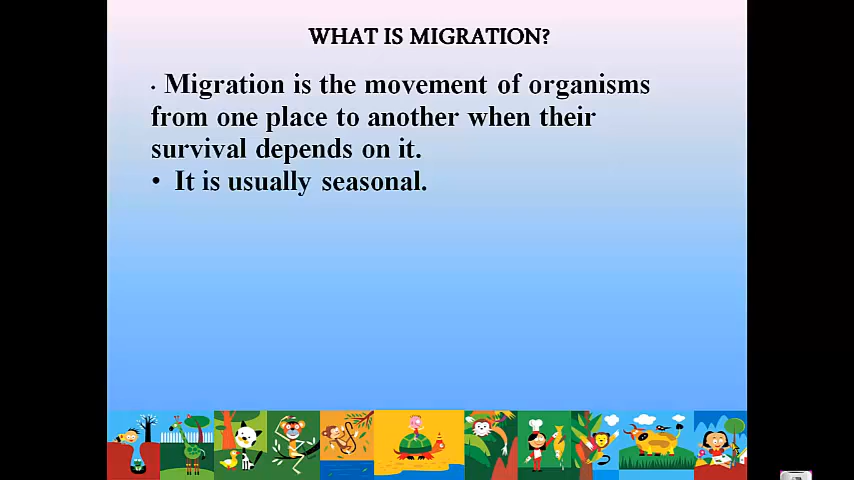 WHAT IS MIGRATION?
· Migration is the movement of organisms
from one place to another when their
survival depends on it.
• It is usually seasonal.